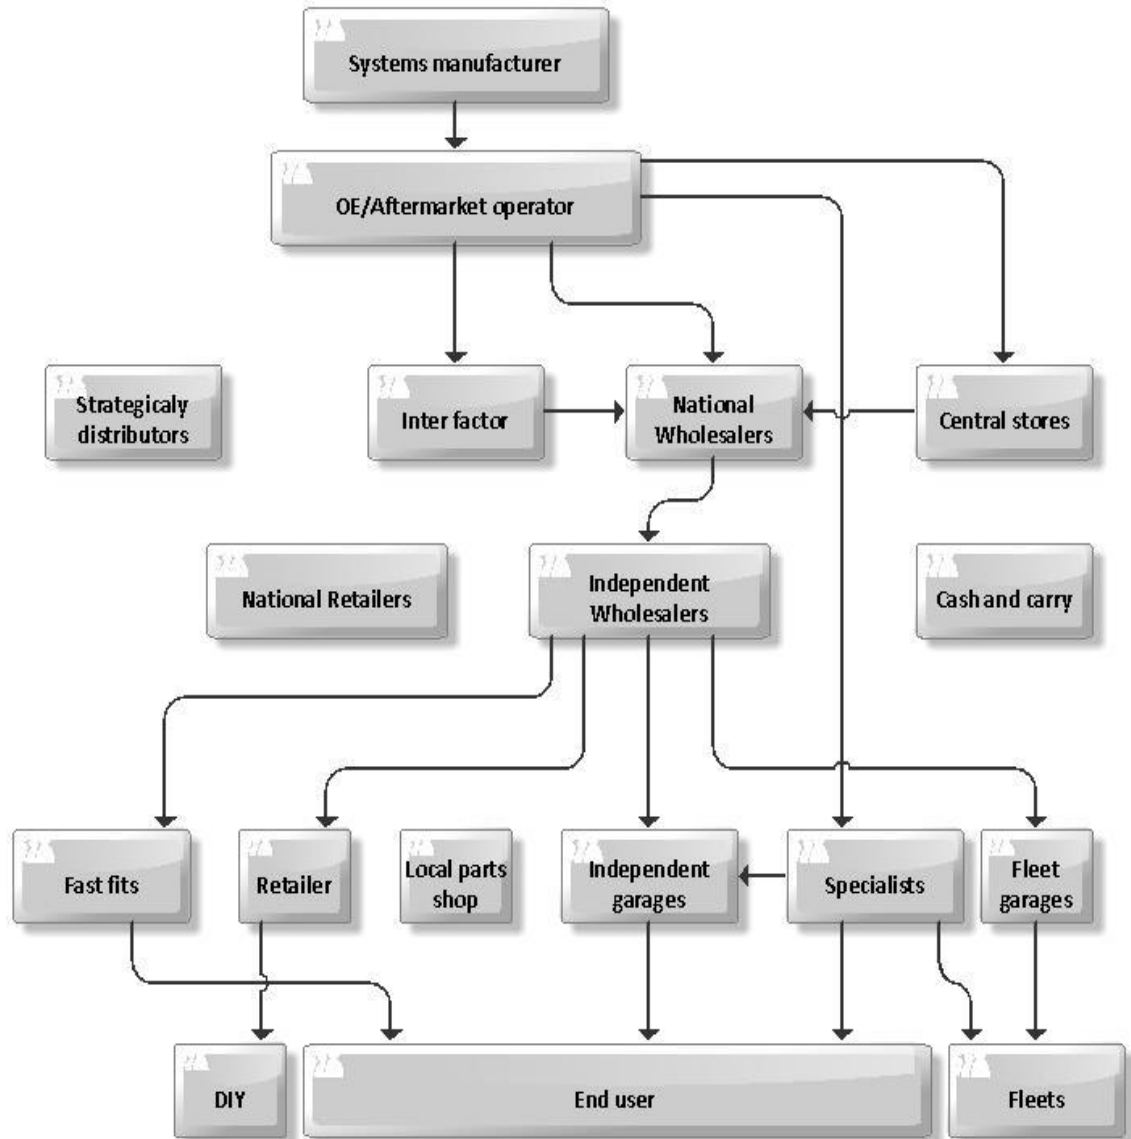 Systems manufacturer
OE/Aftermarket operator
Strategicaly
distributors
Inter factor
National
Wholesalers
Central stores
National Retailers
Independent
Wholesalers
Cash and carry
Fast fits
Retailer
Local parts
shop
Independent
garages
Specialists
Fleet
garages
DIY
End user
Fleets